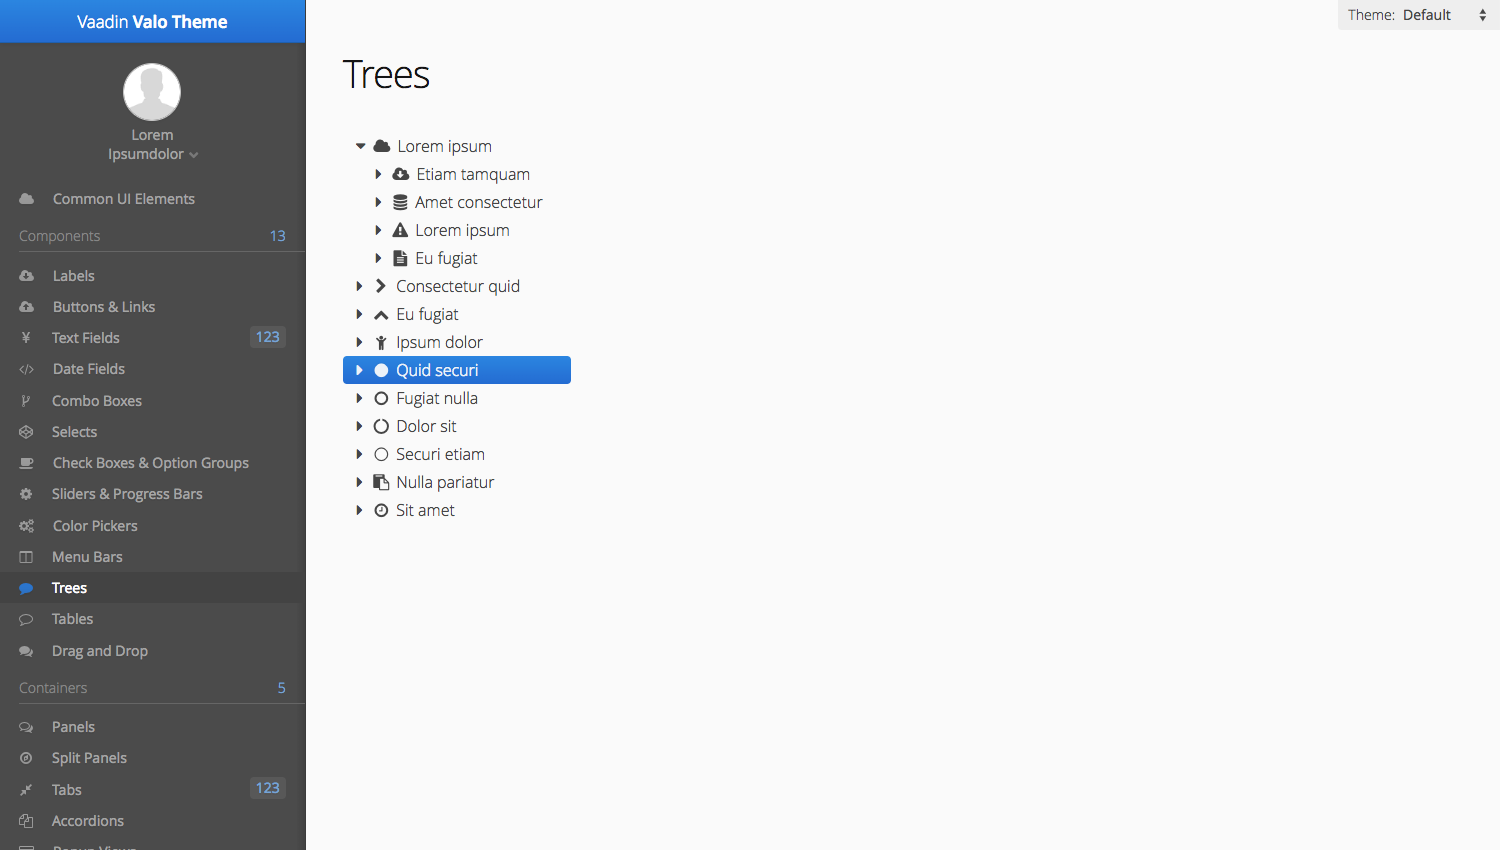 Vaadin Valo Theme
Lorem
Ipsumdolor
Common UI Elements
Components 13
Labels
Buttons & Links
Text Fields 123
Date Fields
Combo Boxes
Selects
Check Boxes & Option Groups
Sliders & Progress Bars
Color Pickers
Menu Bars
Trees
Tables
Drag and Drop
Containers 5
Panels
Split Panels
Tabs 123
Accordions
Popup Views
Theme: Default
Trees
Lorem ipsum
Etiam tamquam
Amet consectetur
Lorem ipsum
Eu fugiat
Consectetur quid
Eu fugiat
Ipsum dolor
Quid securi
Fugiat nulla
Dolor sit
Securi etiam
Nulla pariatur
Sit amet